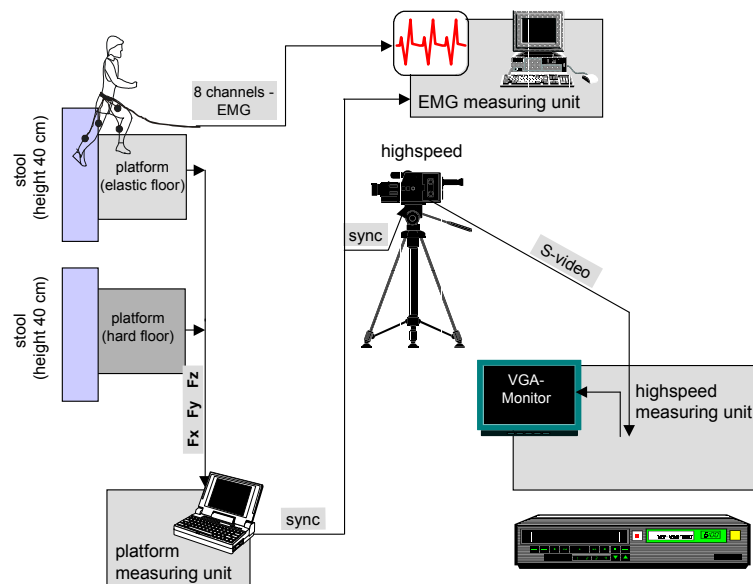 8 channels -
EMG
EMG measuring unit
stool
(height 40 cm)
platform
(elastic floor)
highspeed
sync
S-video
stool
(height 40 cm)
platform
(hard floor)
Fx Fy Fz
VGA-
Monitor
highspeed
measuring unit
sync
platform
measuring unit